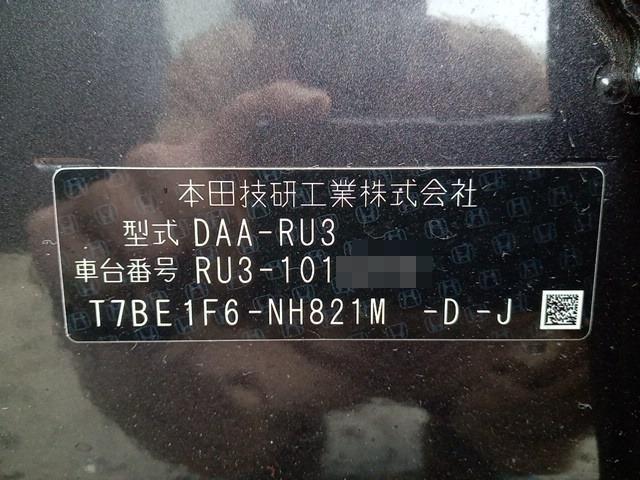 本田技研工業株式会社
型式 DAA-RU3
車台番号 RU3-101
T7BE1F6-NH821M -D-J